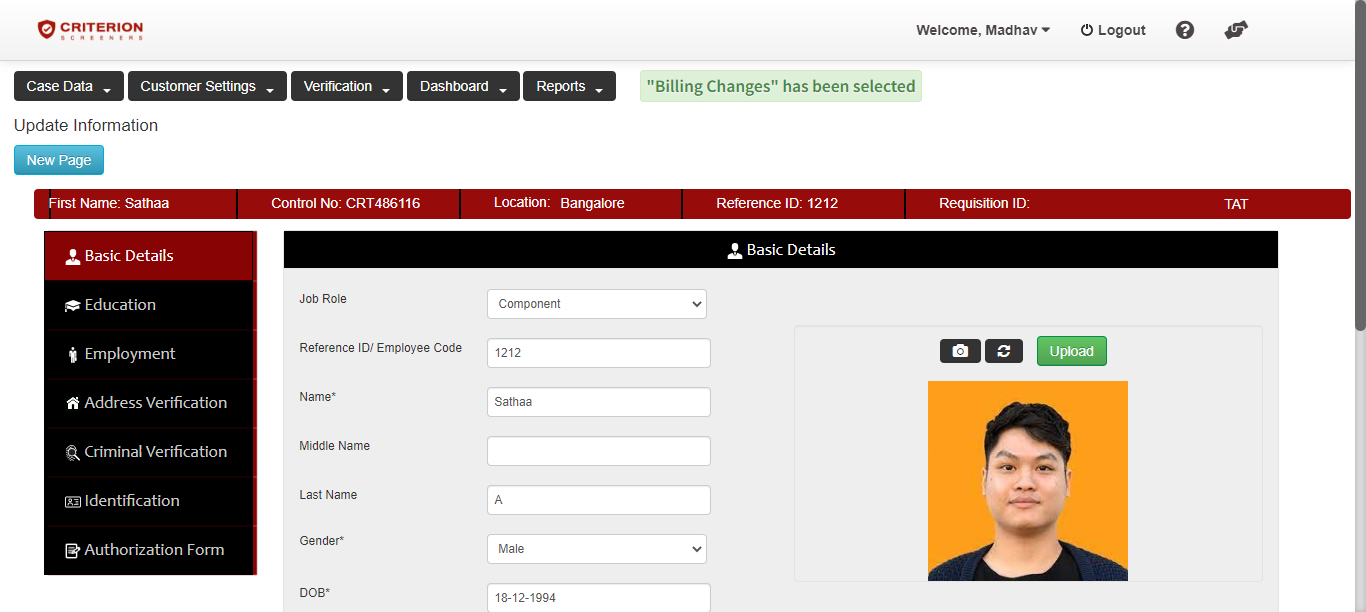 CRITERION
SCREENERS
Welcome, Madhav
Logout
Case Data
Customer Settings
Verification
Dashboard
Reports
"Billing Changes" has been selected
Update Information
New Page
First Name: Sathaa
Control No: CRT486116
Location: Bangalore
Reference ID: 1212
Requisition ID:
TAT
Basic Details
Education
Employment
Address Verification
Criminal Verification
Identification
Authorization Form
Basic Details
Job Role
Component
Reference ID/ Employee Code
1212
Name*
Sathaa
Middle Name
Last Name
A
Gender*
Male
DOB*
18-12-1994
Upload